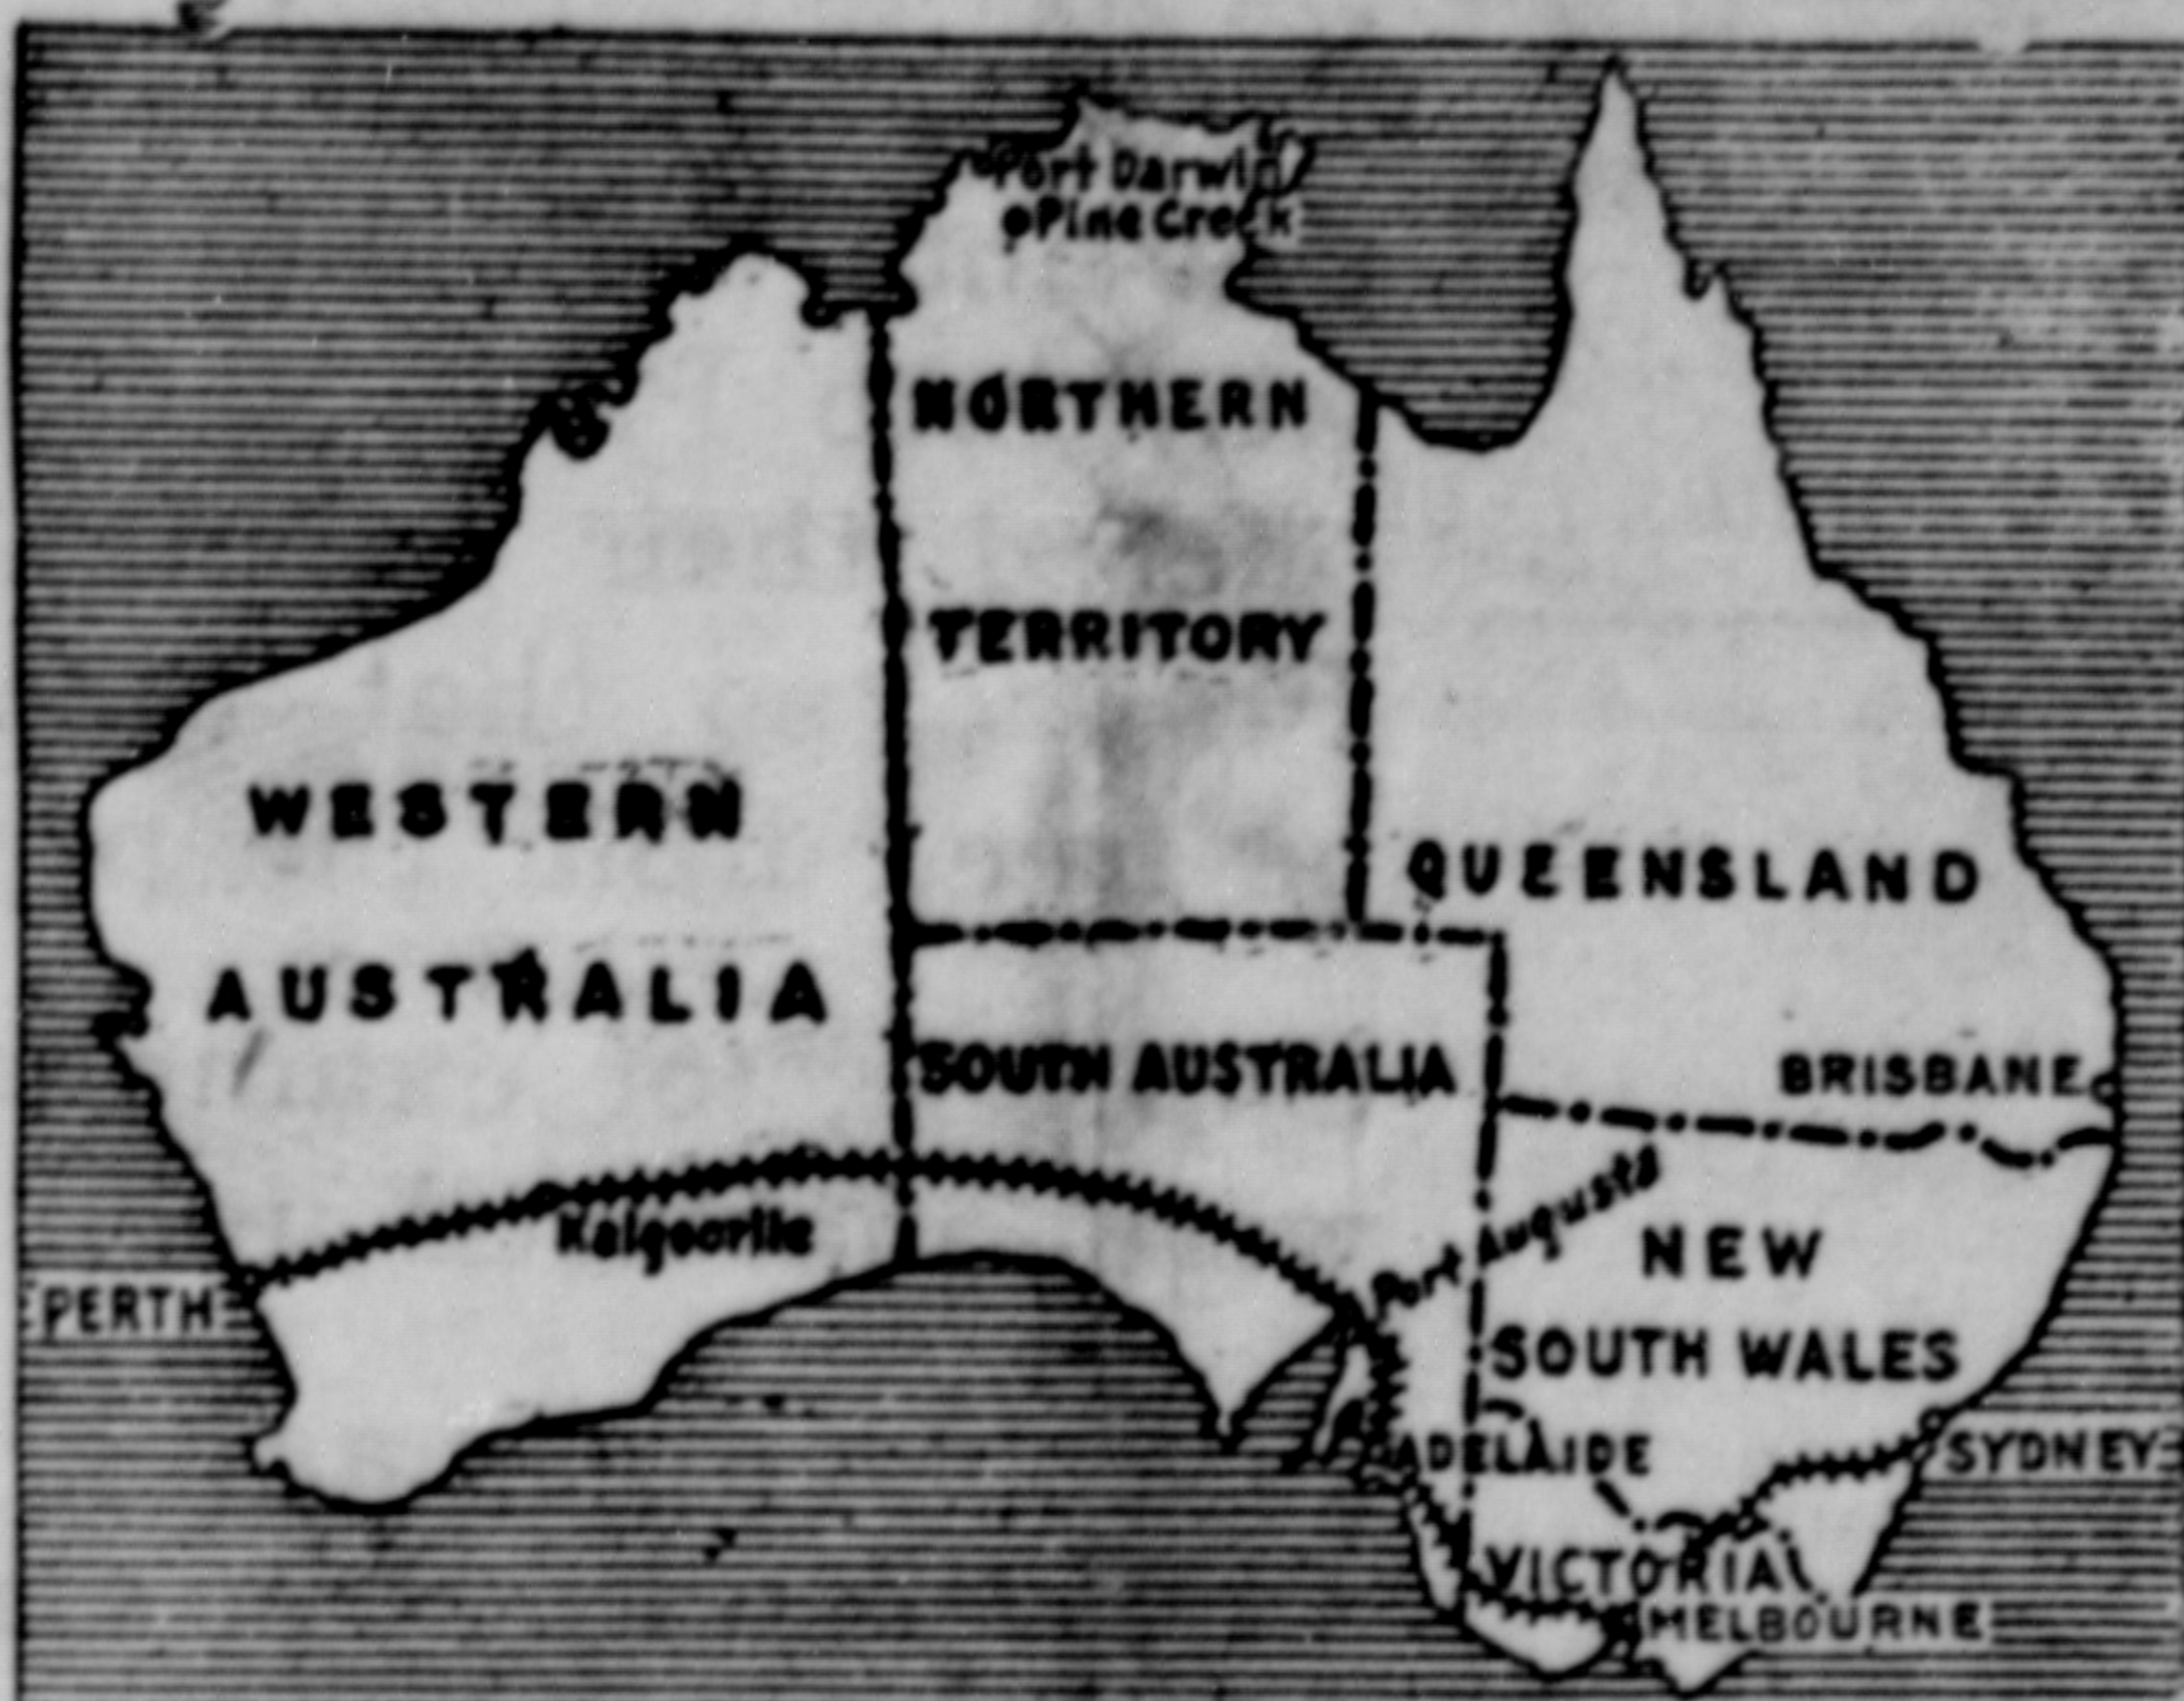 Port Darwin
Pine Creek
NORTHERN
TERRITORY
WESTERN
AUSTRALIA
QUEENSLAND
SOUTH AUSTRALIA
BRISBANE
Kalgoorlie
Port Augusta
NEW
SOUTH WALES
PERTH
ADELAIDE
SYDNEY
VICTORIA
MELBOURNE